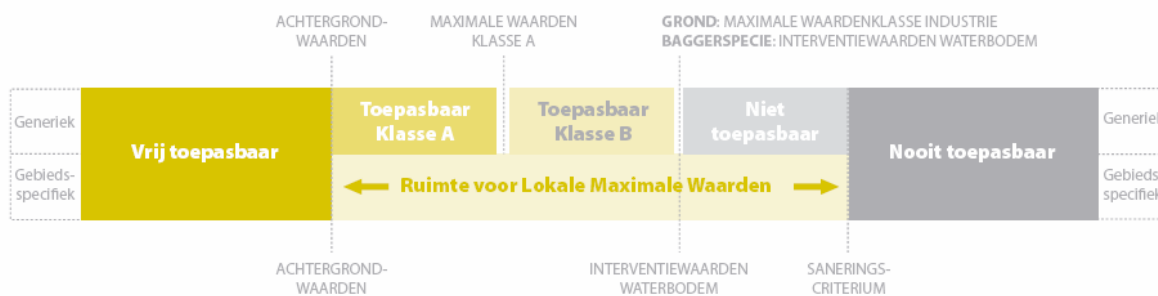 ACHTERGROND-
WAARDEN
MAXIMALE WAARDEN
KLASSE A
GROND: MAXIMALE WAARDENKLASSE INDUSTRIE
BAGGERSPECIE: INTERVENTIEWAARDEN WATERBODEM
Generiek
Vrij toepasbaar
Toepasbaar
Klasse A
Toepasbaar
Klasse B
Niet
toepasbaar
Nooit toepasbaar
Generiek
Gebieds-
specifiek
Ruimte voor Lokale Maximale Waarden
Gebieds
specifiek
ACHTERGROND-
WAARDEN
INTERVENTIEWAARDEN
WATERBODEM
SANERINGS-
CRITERIUM